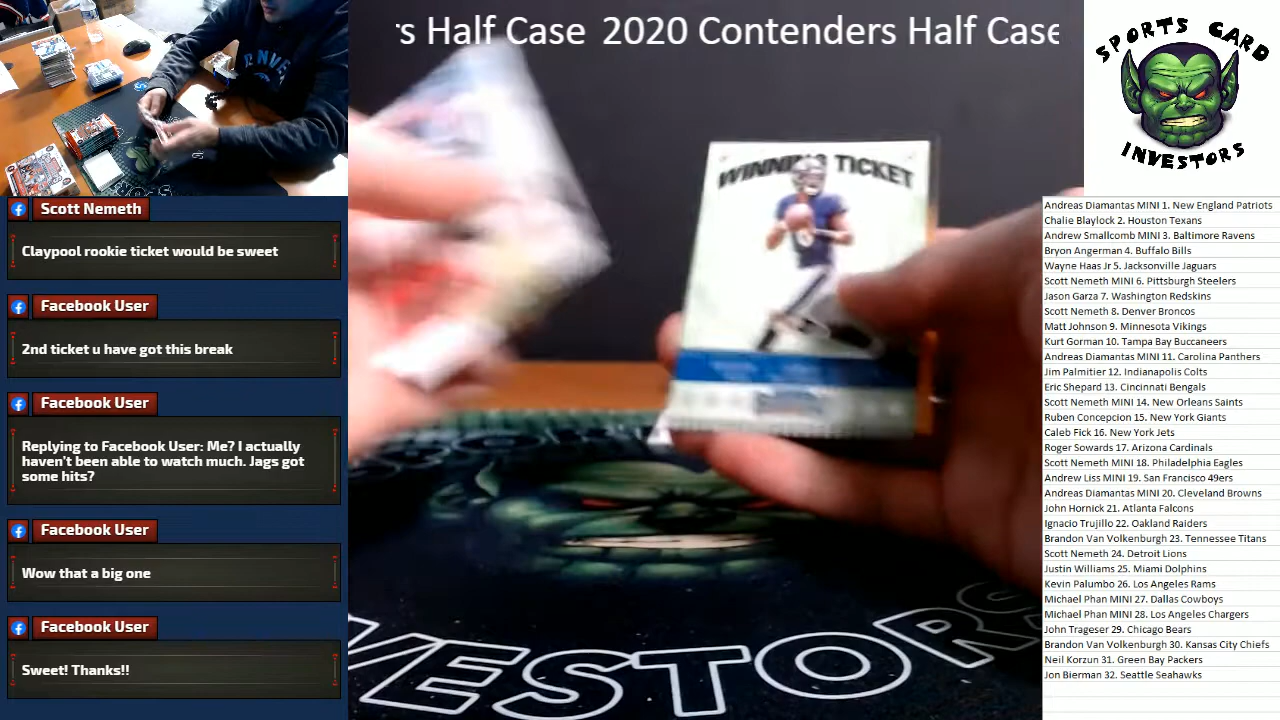 s Half Case 2020 Contenders Half Case
SPORTS CARD
INVESTORS
WINNING TICKET
Scott Nemeth
Claypool rookie ticket would be sweet
Facebook User
2nd ticket u have got this break
Facebook User
Replying to Facebook User: Me? I actually
haven't been able to watch much. Jags got
some hits?
Facebook User
Wow that a big one
Facebook User
Sweet! Thanks!!
VESTORS
Andreas Diamantas MINI 1. New England Patriots
Chalie Blaylock 2. Houston Texans
Andrew Smallcomb MINI 3. Baltimore Ravens
Bryon Angerman 4. Buffalo Bills
Wayne Haas Jr 5. Jacksonville Jaguars
Scott Nemeth MINI 6. Pittsburgh Steelers
Jason Garza 7. Washington Redskins
Scott Nemeth 8. Denver Broncos
Matt Johnson 9. Minnesota Vikings
Kurt Gorman 10. Tampa Bay Buccaneers
Andreas Diamantas MINI 11. Carolina Panthers
Jim Palmitier 12. Indianapolis Colts
Eric Shepard 13. Cincinnati Bengals
Scott Nemeth MINI 14. New Orleans Saints
Ruben Concepcion 15. New York Giants
Caleb Fick 16. New York Jets
Roger Sowards 17. Arizona Cardinals
Scott Nemeth MINI 18. Philadelphia Eagles
Andrew Liss MINI 19. San Francisco 49ers
Andreas Diamantas MINI 20. Cleveland Browns
John Hornick 21. Atlanta Falcons
Ignacio Trujillo 22. Oakland Raiders
Brandon Van Volkenburgh 23. Tennessee Titans
Scott Nemeth 24. Detroit Lions
Justin Williams 25. Miami Dolphins
Kevin Palumbo 26. Los Angeles Rams
Michael Phan MINI 27. Dallas Cowboys
Michael Phan MINI 28. Los Angeles Chargers
John Trageser 29. Chicago Bears
Brandon Van Volkenburgh 30. Kansas City Chiefs
Neil Korzun 31. Green Bay Packers
Jon Bierman 32. Seattle Seahawks